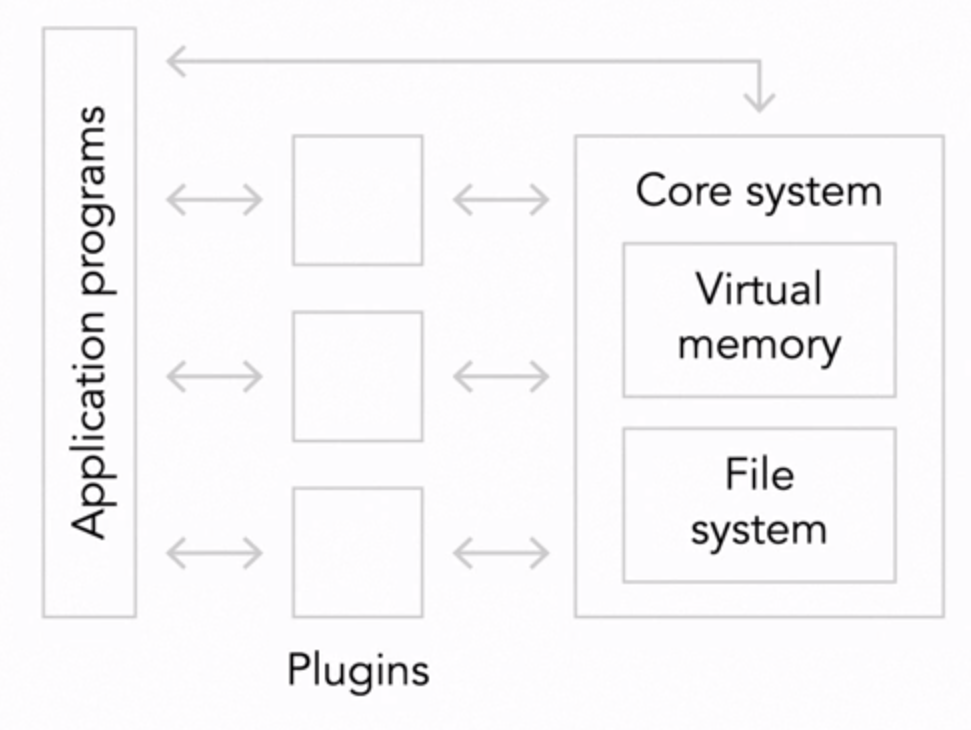 Application programs
Core system
Virtual
memory
File
system
Plugins